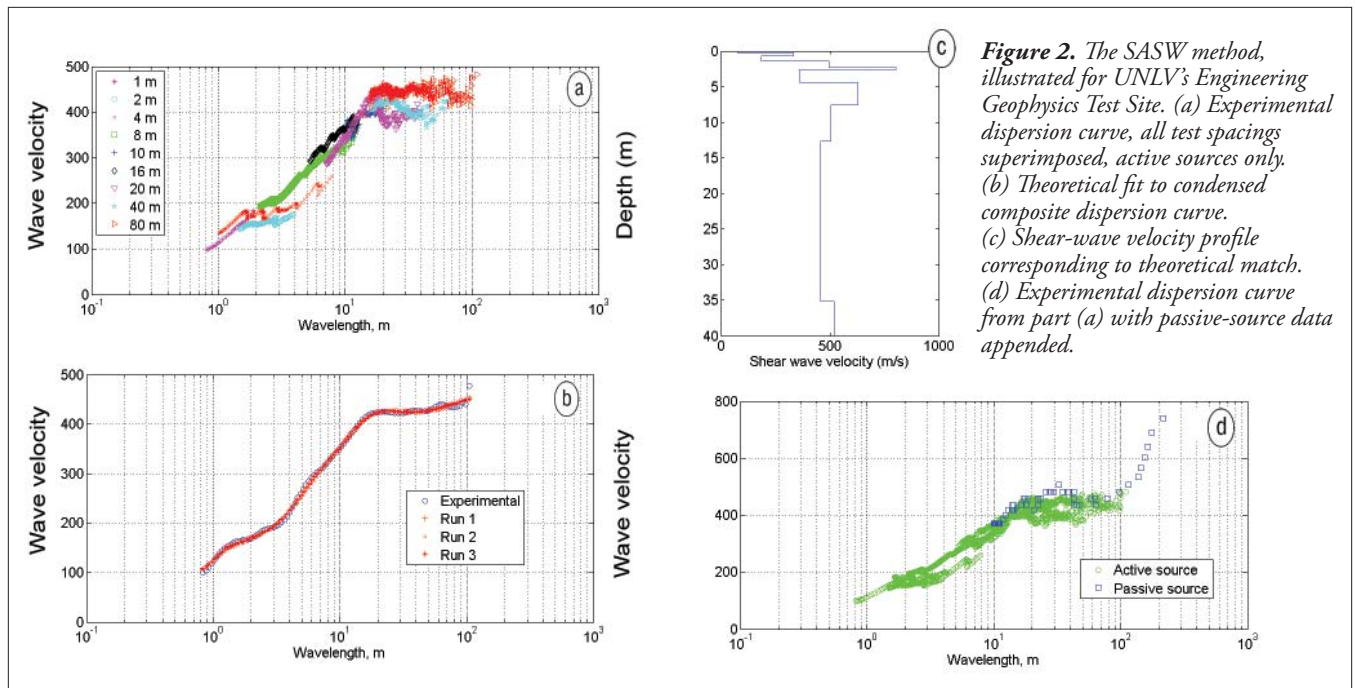 500
400
300
200
100
0
1 m
2 m
4 m
8 m
10 m
16 m
20 m
40 m
80 m
a
Wave velocity
10-1
100
101
102
103
Wavelength, m
500
400
300
200
100
0
b
Experimental
Run 1
Run 2
Run 3
Wave velocity
10-1
100
101
102
103
Wavelength, m
c
0
5
10
15
20
25
30
35
40
Depth (m)
0
500
1000
Shear wave velocity (m/s)
Figure 2. The SASW method,
illustrated for UNLV's Engineering
Geophysics Test Site. (a) Experimental
dispersion curve, all test spacings
superimposed, active sources only.
(b) Theoretical fit to condensed
composite dispersion curve.
(c) Shear-wave velocity profile
corresponding to theoretical match.
(d) Experimental dispersion curve
from part (a) with passive-source data
appended.
800
600
400
200
0
d
Active source
Passive source
Wave velocity
10-1
100
101
102
103
Wavelength, m